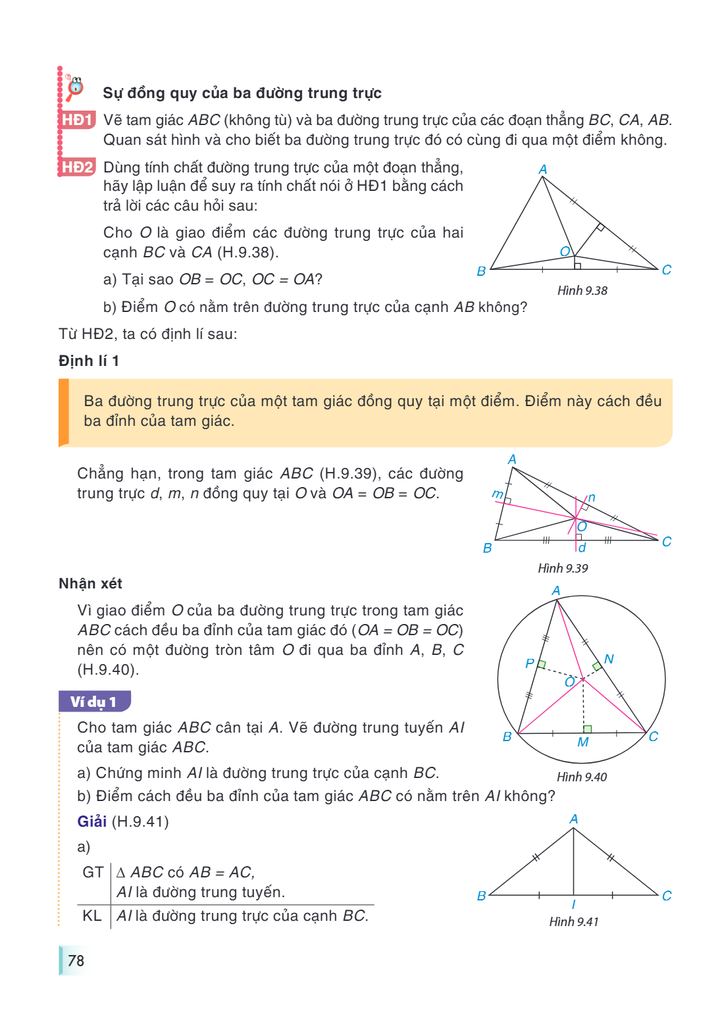 Sự đồng quy của ba đường trung trực
HĐ1 Vẽ tam giác ABC (không tù) và ba đường trung trực của các đoạn thẳng BC, CA, AB.
Quan sát hình và cho biết ba đường trung trực đó có cùng đi qua một điểm không.
HĐ2 Dùng tính chất đường trung trực của một đoạn thẳng,
hãy lập luận để suy ra tính chất nói ở HĐ1 bằng cách
trả lời các câu hỏi sau:
Cho O là giao điểm các đường trung trực của hai
cạnh BC và CA (H.9.38).
a) Tại sao OB = OC, OC = OA?
b) Điểm O có nằm trên đường trung trực của cạnh AB không?
A
O
B
C
Hình 9.38
Từ HĐ2, ta có định lí sau:
Định lí 1
Ba đường trung trực của một tam giác đồng quy tại một điểm. Điểm này cách đều
ba đỉnh của tam giác.
Chẳng hạn, trong tam giác ABC (H.9.39), các đường
trung trực d, m, n đồng quy tại O và OA = OB = OC.
A
m
n
O
B
d
C
Hình 9.39
Nhận xét
Vì giao điểm O của ba đường trung trực trong tam giác
ABC cách đều ba đỉnh của tam giác đó (OA = OB = OC)
nên có một đường tròn tâm O đi qua ba đỉnh A, B, C
(H.9.40).
A
P
N
O
B
M
C
Hình 9.40
Ví dụ 1
Cho tam giác ABC cân tại A. Vẽ đường trung tuyến AI
của tam giác ABC.
a) Chứng minh AI là đường trung trực của cạnh BC.
b) Điểm cách đều ba đỉnh của tam giác ABC có nằm trên AI không?
Giải (H.9.41)
a)
GT ∆ ABC có AB = AC,
AI là đường trung tuyến.
KL AI là đường trung trực của cạnh BC.
A
B
I
C
Hình 9.41
78